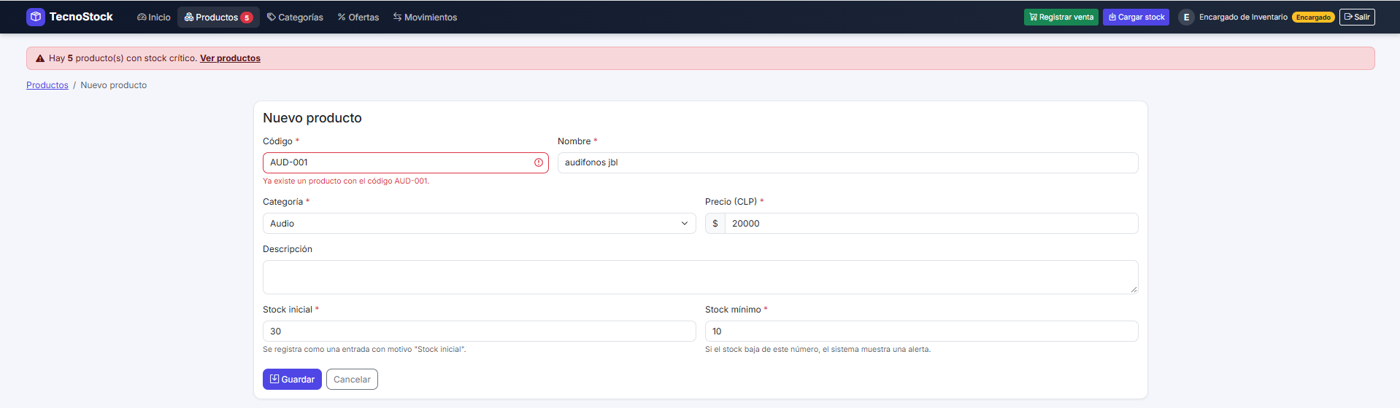 TecnoStock Inicio Productos 5 Categorías Ofertas Movimientos Registrar venta Cargar stock E Encargado de Inventario Encargado Salir
Hay 5 producto(s) con stock crítico. Ver productos
Productos / Nuevo producto
Nuevo producto
Código * Nombre *
AUD-001 audifonos jbl
Ya existe un producto con el código AUD-001.
Categoría * Precio (CLP) *
Audio $ 20000
Descripción
Stock inicial * Stock mínimo *
30 10
Se registra como una entrada con motivo "Stock inicial". Si el stock baja de este número, el sistema muestra una alerta.
Guardar Cancelar